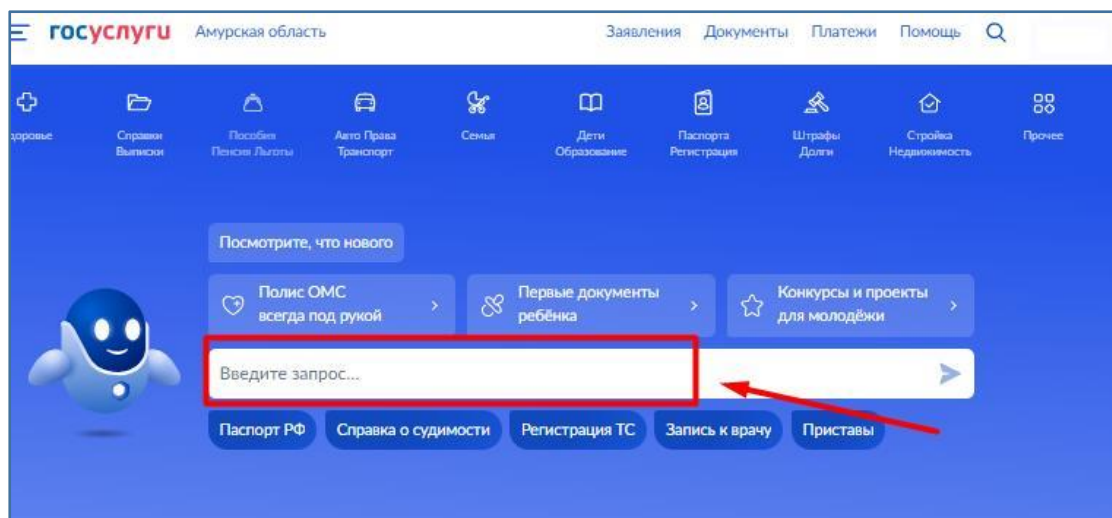 госуслуги Амурская область Заявления Документы Платежи Помощь
доровье Справки Выписки Пособия Пенсия Льготы Авто Права Транспорт Семья Дети Образование Паспорта Регистрация Штрафы Долги Стройка Недвижимость Прочее
Посмотрите, что нового
Полис ОМС всегда под рукой
Первые документы ребёнка
Конкурсы и проекты для молодёжи
Введите запрос...
Паспорт РФ Справка о судимости Регистрация ТС Запись к врачу Приставы